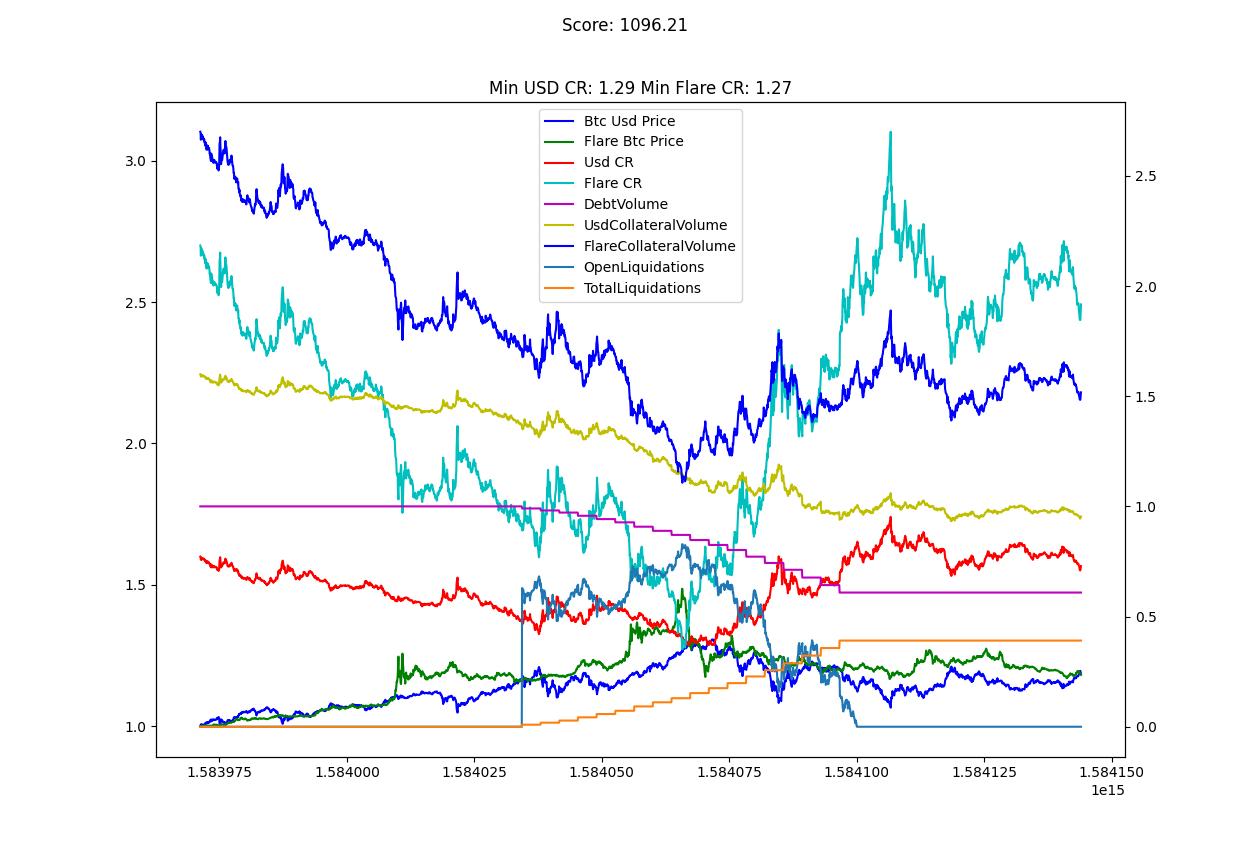 Score: 1096.21
Min USD CR: 1.29 Min Flare CR: 1.27
Btc Usd Price
Flare Btc Price
Usd CR
Flare CR
DebtVolume
UsdCollateralVolume
FlareCollateralVolume
OpenLiquidations
TotalLiquidations
3.0
2.5
2.0
1.5
1.0
2.5
2.0
1.5
1.0
0.5
0.0
1.583975
1.584000
1.584025
1.584050
1.584075
1.584100
1.584125
1.584150
1e15